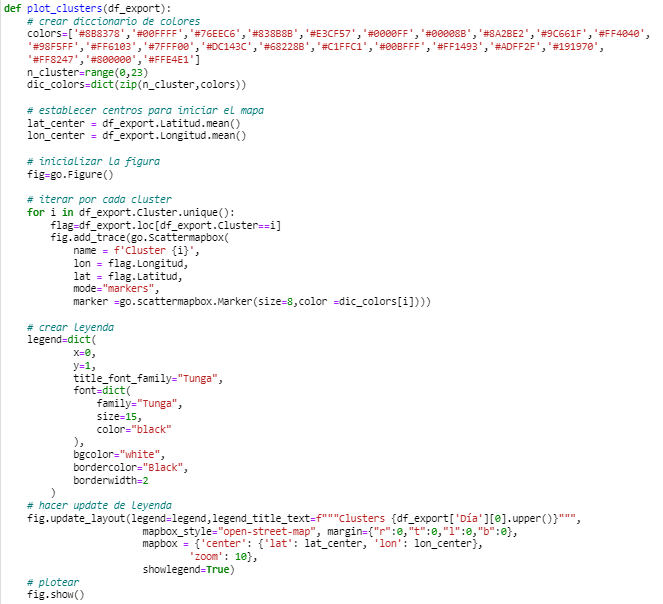 def plot_clusters(df_export):
    # crear diccionario de colores
    colors=['#8B8378','#00FFFF','#76EEC6','#838B8B','#E3CF57','#0000FF','#00008B','#8A2BE2','#9C661F','#FF4040',
    '#98F5FF','#FF6103','#7FFF00','#DC143C','#68228B','#C1FFC1','#00BFFF','#FF1493','#ADFF2F','#191970',
    '#FF8247','#800000','#FFE4E1']
    n_cluster=range(0,23)
    dic_colors=dict(zip(n_cluster,colors))

    # establecer centros para iniciar el mapa
    lat_center = df_export.Latitud.mean()
    lon_center = df_export.Longitud.mean()

    # inicializar la figura
    fig=go.Figure()

    # iterar por cada cluster
    for i in df_export.Cluster.unique():
        flag=df_export.loc[df_export.Cluster==i]
        fig.add_trace(go.Scattermapbox(
            name = f'Cluster {i}',
            lon = flag.Longitud,
            lat = flag.Latitud,
            mode="markers",
            marker =go.scattermapbox.Marker(size=8,color =dic_colors[i])))

    # crear leyenda
    legend=dict(
            x=0,
            y=1,
            title_font_family="Tunga",
            font=dict(
                family="Tunga",
                size=15,
                color="black"
            ),
            bgcolor="white",
            bordercolor="Black",
            borderwidth=2
        )
    # hacer update de leyenda
    fig.update_layout(legend=legend,legend_title_text=f"""Clusters {df_export['Día'][0].upper()}""",
                        mapbox_style="open-street-map", margin={"r":0,"t":0,"l":0,"b":0},
                        mapbox = {'center': {'lat': lat_center, 'lon': lon_center},
                                'zoom': 10},
                        showlegend=True)
    # plotear
    fig.show()